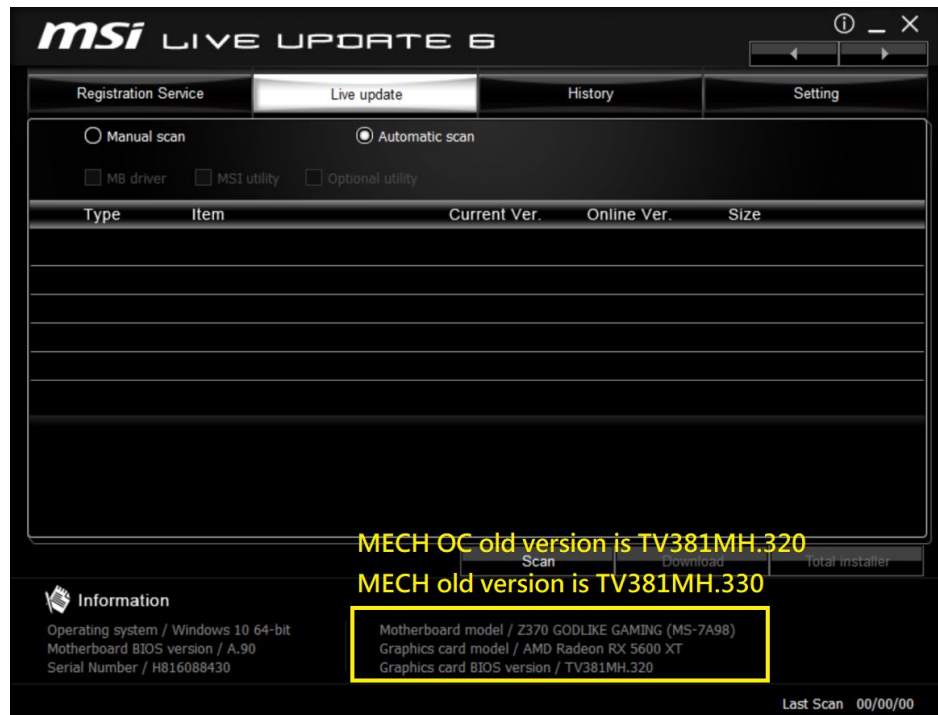 msi LIVE UPDATE 6
Registration Service Live update History Setting
Manual scan Automatic scan
MB driver MSI utility Optional utility
Type Item Current Ver. Online Ver. Size
MECH OC old version is TV381MH.320
Scan Download Total installer
MECH old version is TV381MH.330
Information
Operating system / Windows 10 64-bit
Motherboard BIOS version / A.90
Serial Number / H816088430
Motherboard model / Z370 GODLIKE GAMING (MS-7A98)
Graphics card model / AMD Radeon RX 5600 XT
Graphics card BIOS version / TV381MH.320
Last Scan 00/00/00